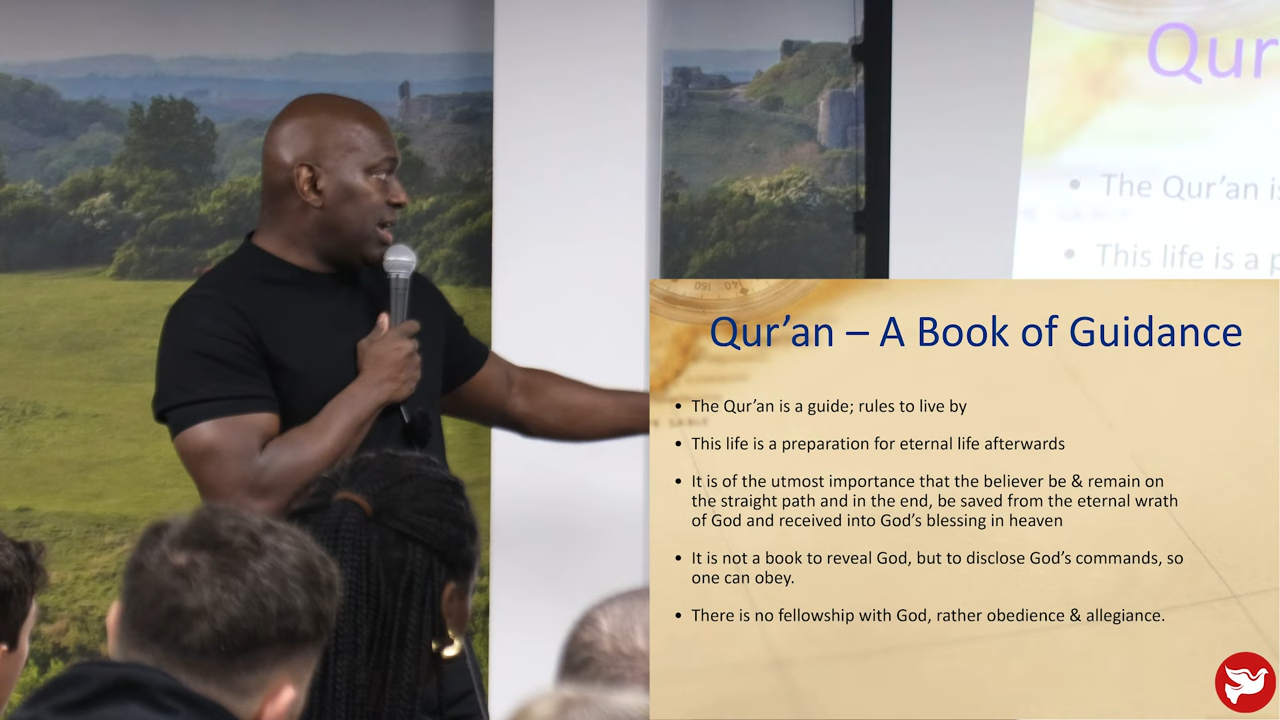 Qur
• The Qur’an is
• This life is a p
Qur’an – A Book of Guidance
• The Qur’an is a guide; rules to live by
• This life is a preparation for eternal life afterwards
• It is of the utmost importance that the believer be & remain on
the straight path and in the end, be saved from the eternal wrath
of God and received into God’s blessing in heaven
• It is not a book to reveal God, but to disclose God’s commands, so
one can obey.
• There is no fellowship with God, rather obedience & allegiance.